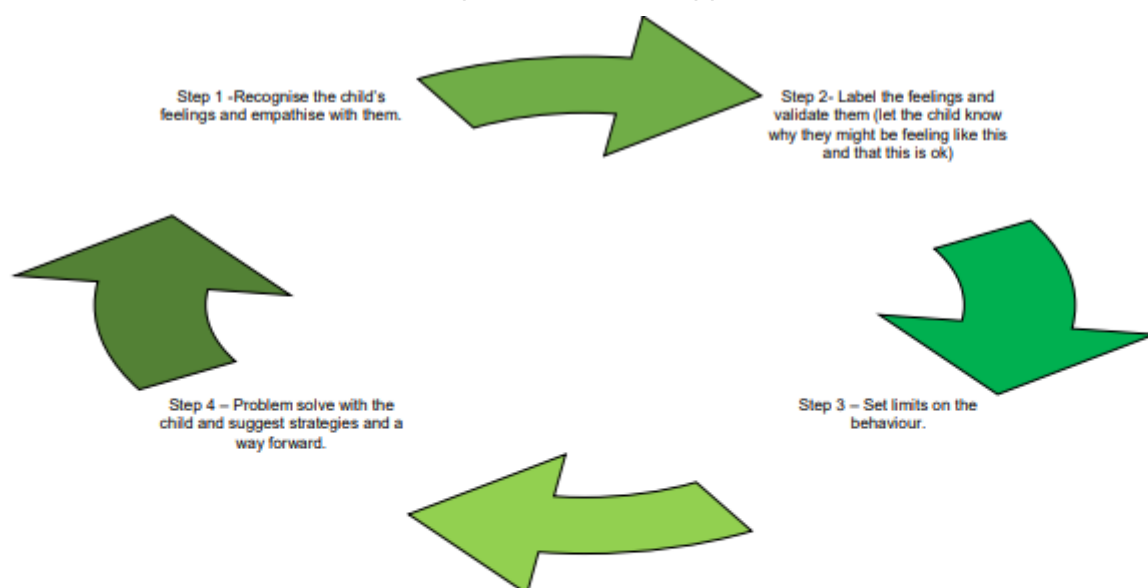 Step 1 -Recognise the child's
feelings and empathise with them.
Step 2- Label the feelings and
validate them (let the child know
why they might be feeling like this
and that this is ok)
Step 3 – Set limits on the
behaviour.
Step 4 – Problem solve with the
child and suggest strategies and a
way forward.